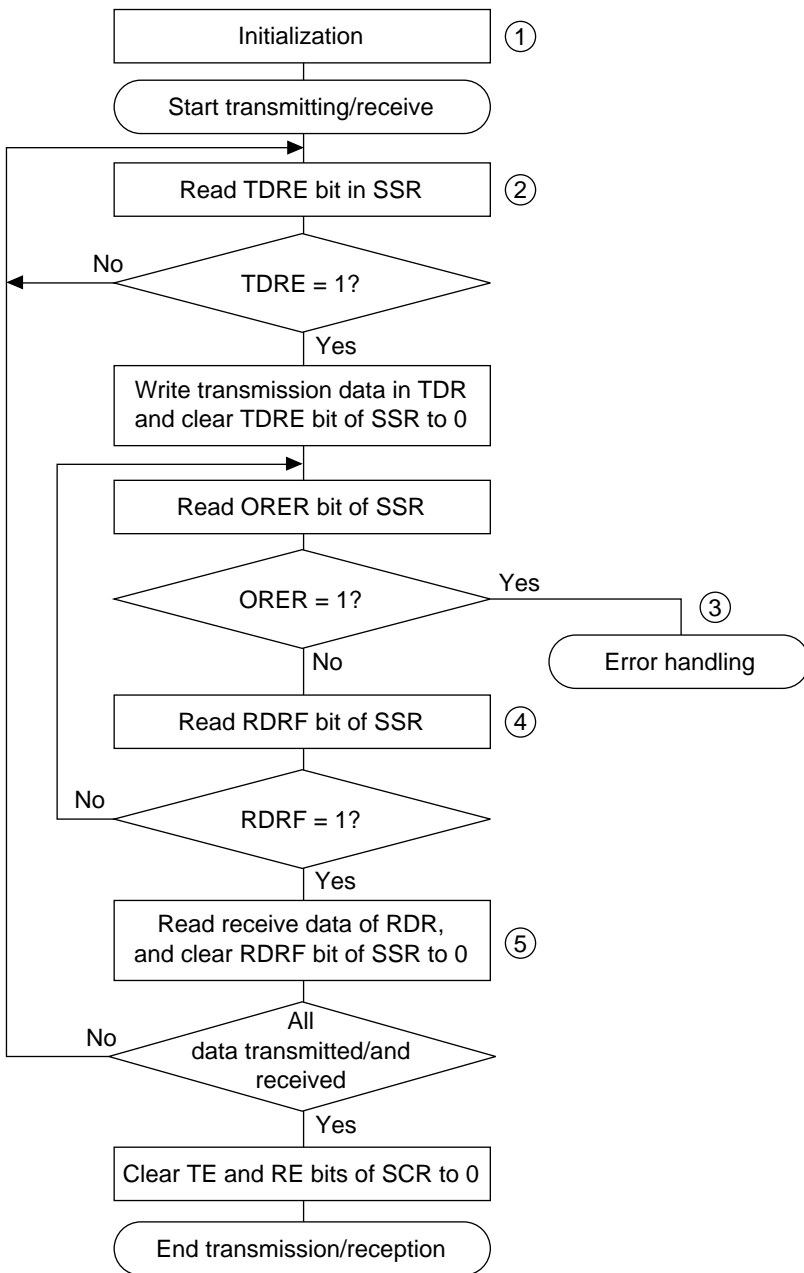 Initialization
①
Start transmitting/receive
Read TDRE bit in SSR
②
No
TDRE = 1?
Yes
Write transmission data in TDR
and clear TDRE bit of SSR to 0
Read ORER bit of SSR
Yes
ORER = 1?
③
No
Error handling
Read RDRF bit of SSR
④
No
RDRF = 1?
Yes
Read receive data of RDR,
and clear RDRF bit of SSR to 0
⑤
All
No
data transmitted/and
received
Yes
Clear TE and RE bits of SCR to 0
End transmission/reception